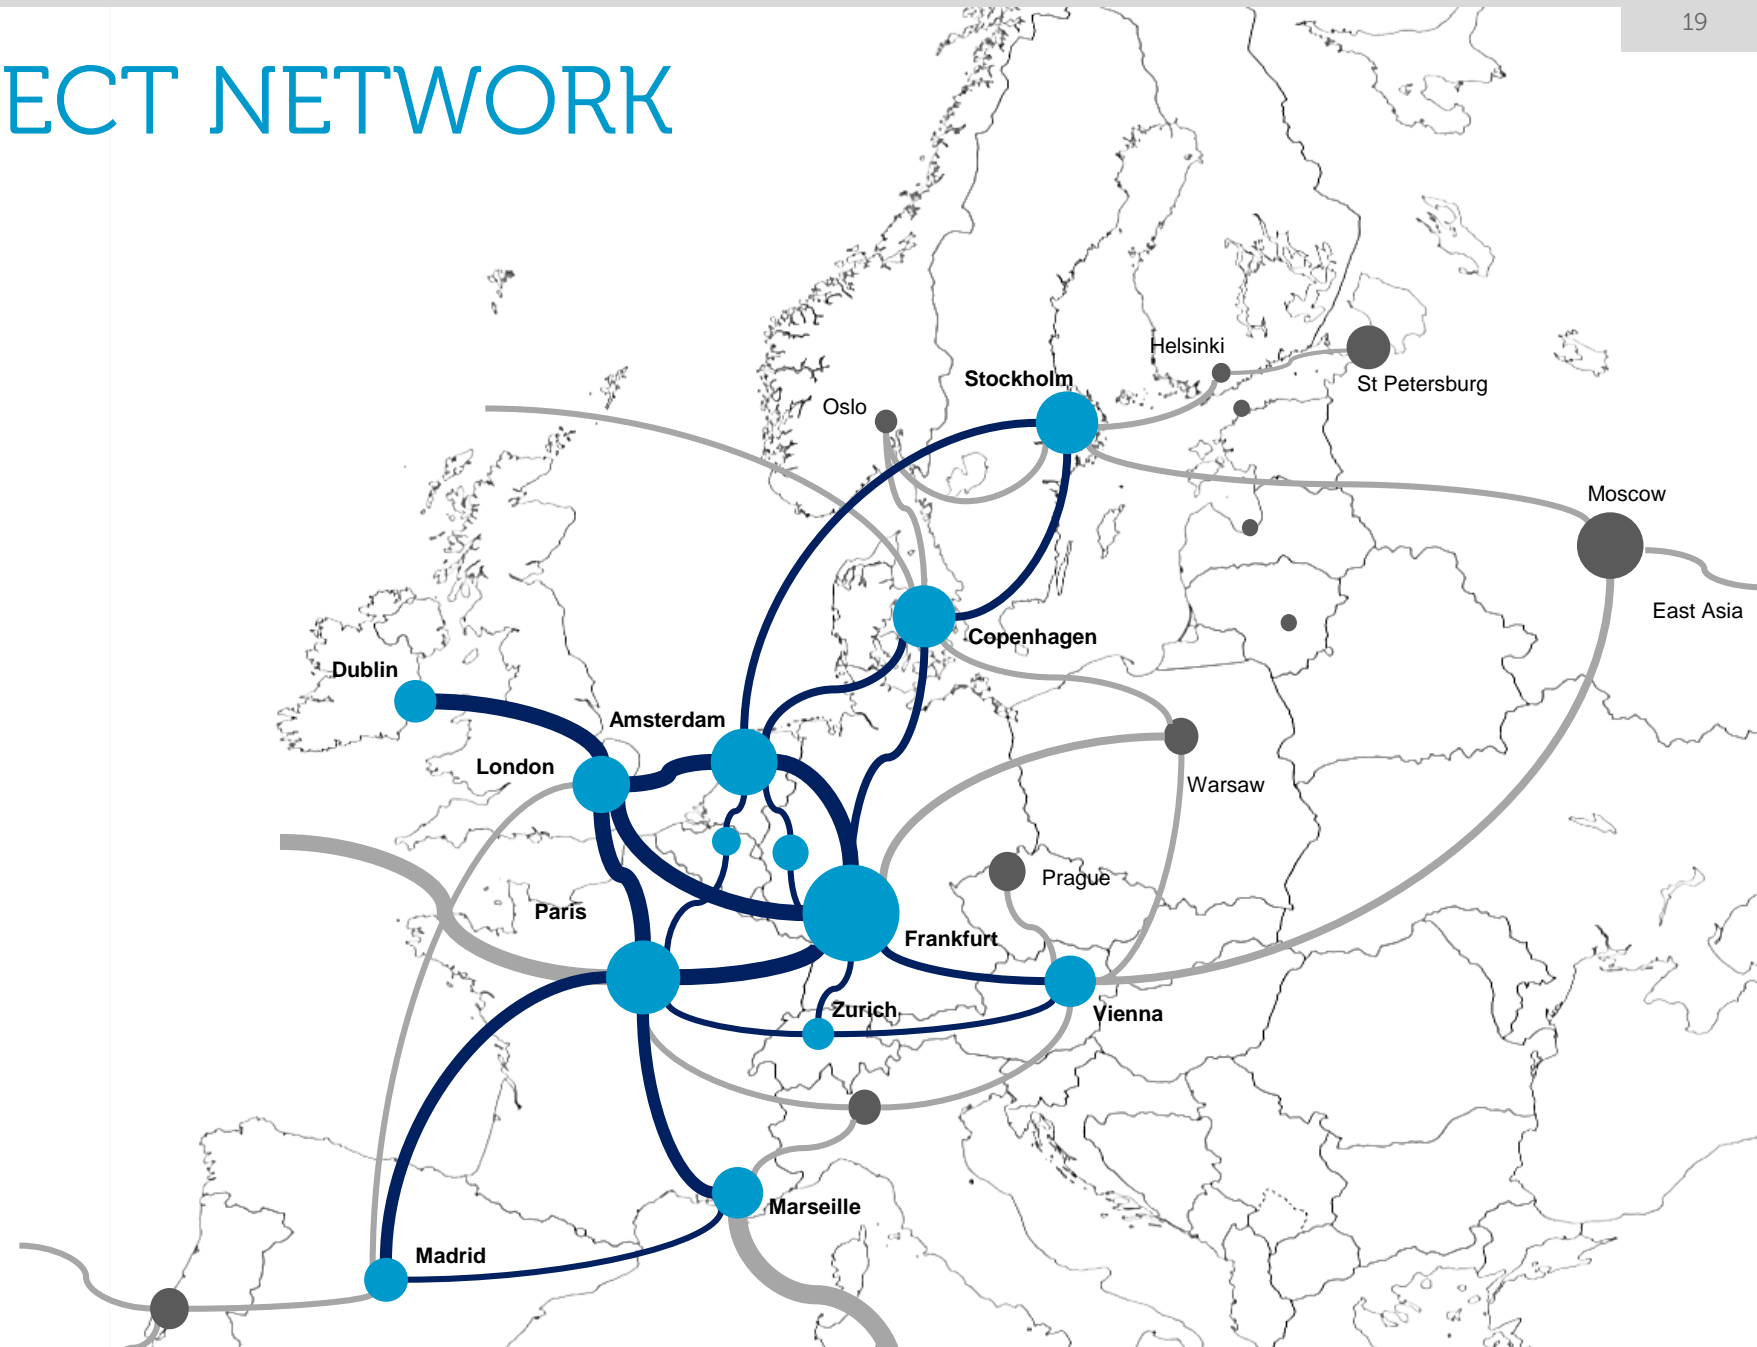 19
ECT NETWORK
Helsinki
Stockholm
St Petersburg
Oslo
Moscow
East Asia
Copenhagen
Dublin
Amsterdam
London
Warsaw
Prague
Paris
Frankfurt
Zurich
Vienna
Marseille
Madrid